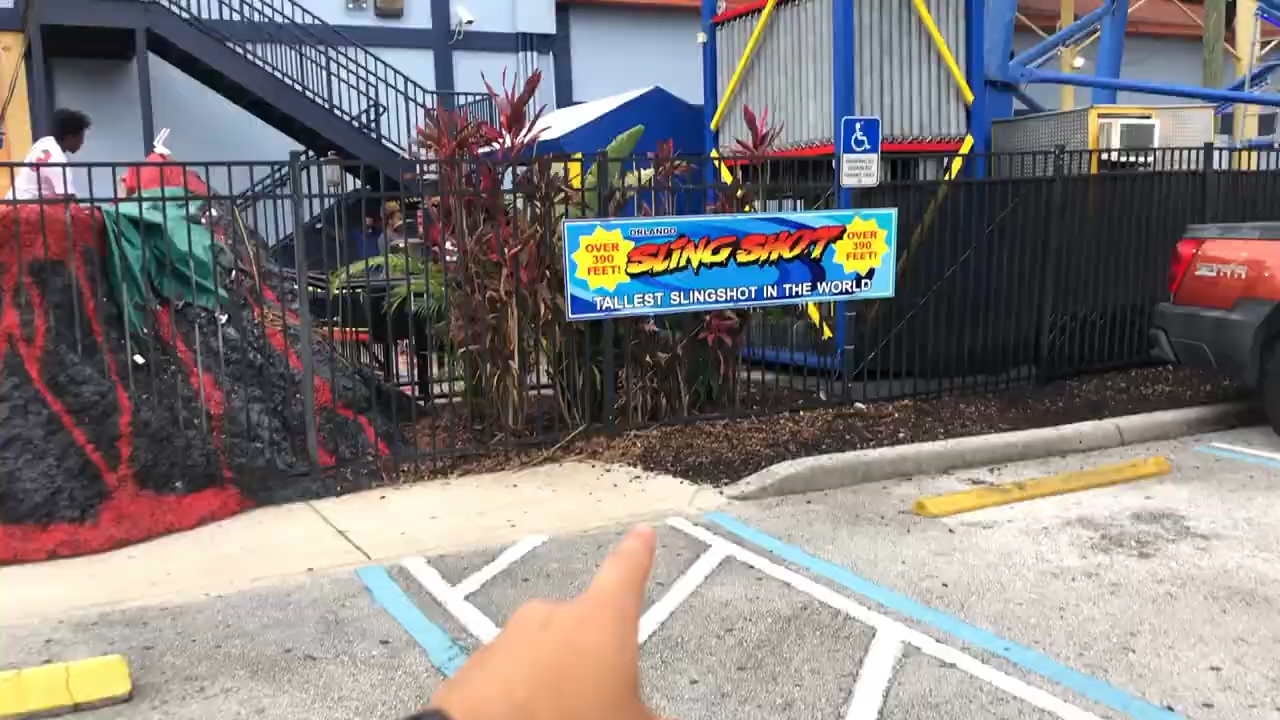 ORLANDO
SLING SHOT
OVER
390
FEET!
OVER
390
FEET!
TALLEST SLINGSHOT IN THE WORLD